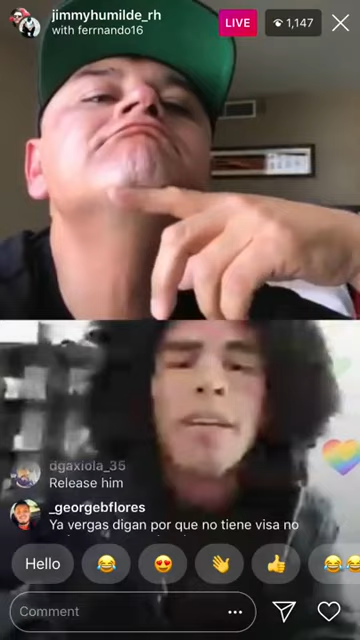 jimmyhumilde_rh
with ferrnando16
LIVE
1,147
dgaxiola_35
Release him
_georgebflores
Ya vergas digan por que no tiene visa no
Hello
Comment